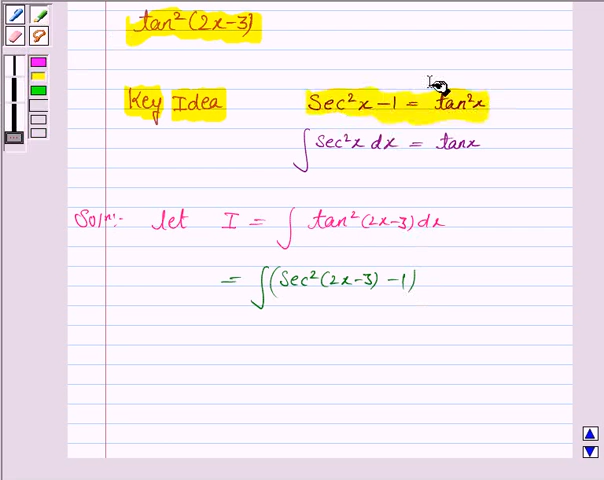 tan²(2x-3)
Key Idea Sec²x-1 = tan²x
∫Sec²x dx = tanx
Soln:- let I = ∫ tan²(2x-3)dx
= ∫(Sec²(2x-3) -1)